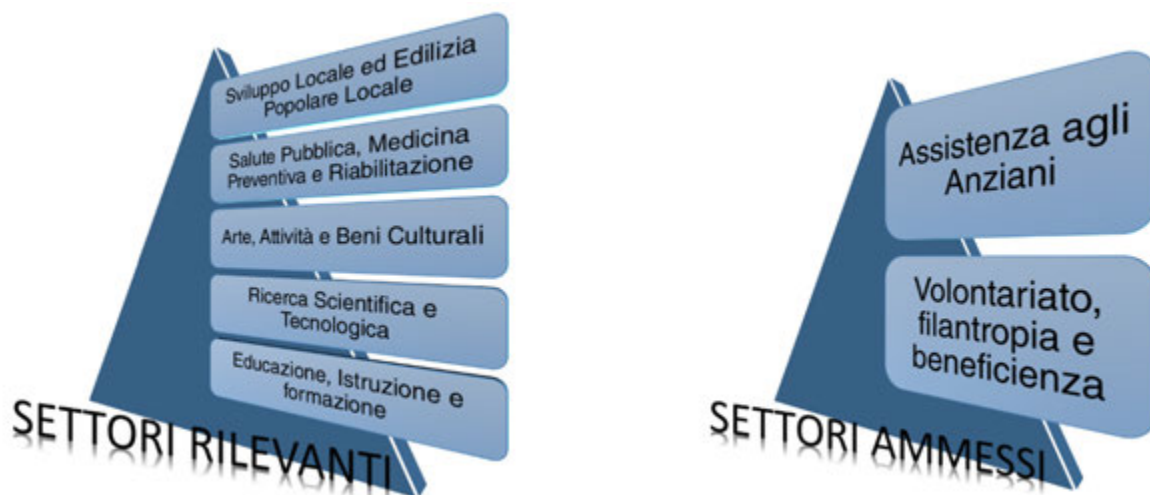 Sviluppo Locale ed Edilizia
Popolare Locale
Salute Pubblica, Medicina
Preventiva e Riabilitazione
Arte, Attività e Beni Culturali
Ricerca Scientifica e
Tecnologica
Educazione, Istruzione e
formazione
SETTORI RILEVANTI
Assistenza agli
Anziani
Volontariato,
filantropia e
beneficienza
SETTORI AMMESSI